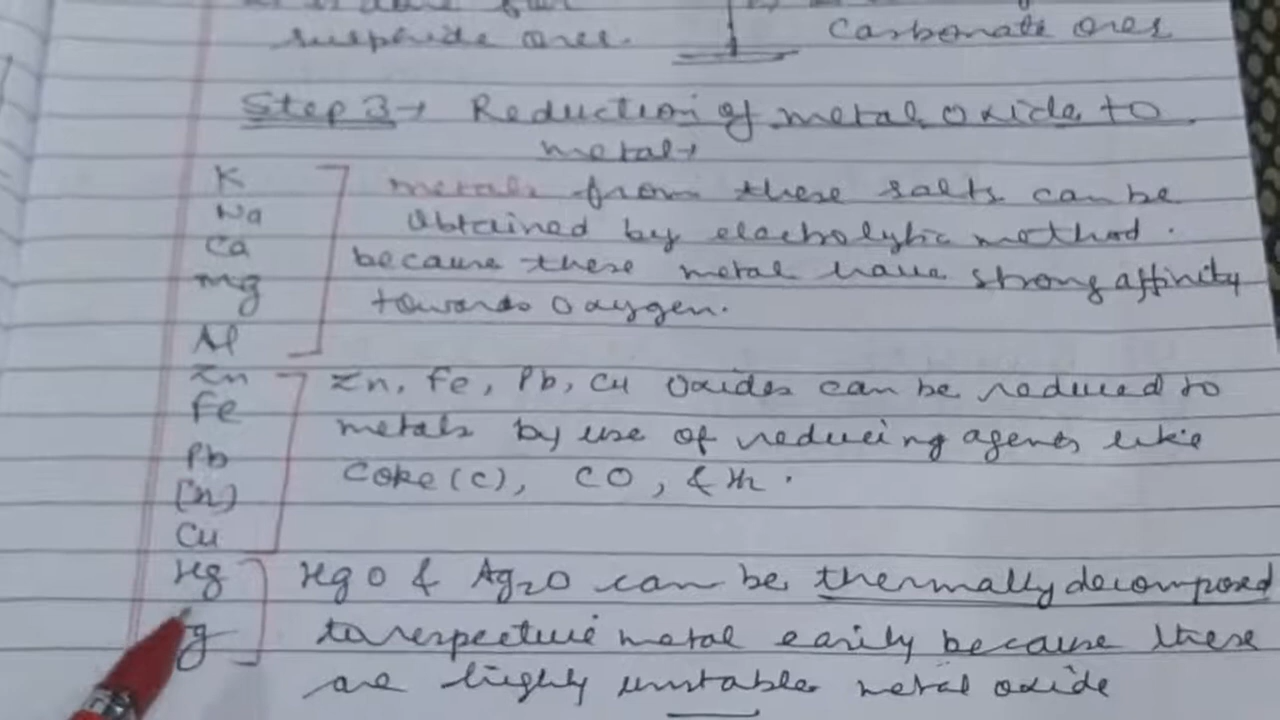 sulphide ores.
Carbonate ores
Step 3→ Reduction of metal oxide to
metal→
K
Na
Ca
mg
Al
metals from these salts can be
obtained by electrolytic method.
because these metal have strong affinity
towards oxygen.
Zn
Fe
Pb
(H)
Cu
Zn, Fe, Pb, Cu oxides can be reduced to
metals by use of reducing agents like
Coke(C), CO, &
Hg
g
HgO & Ag2O can be thermally decomposed
to respective metal easily because these
are highly unstable metal oxide